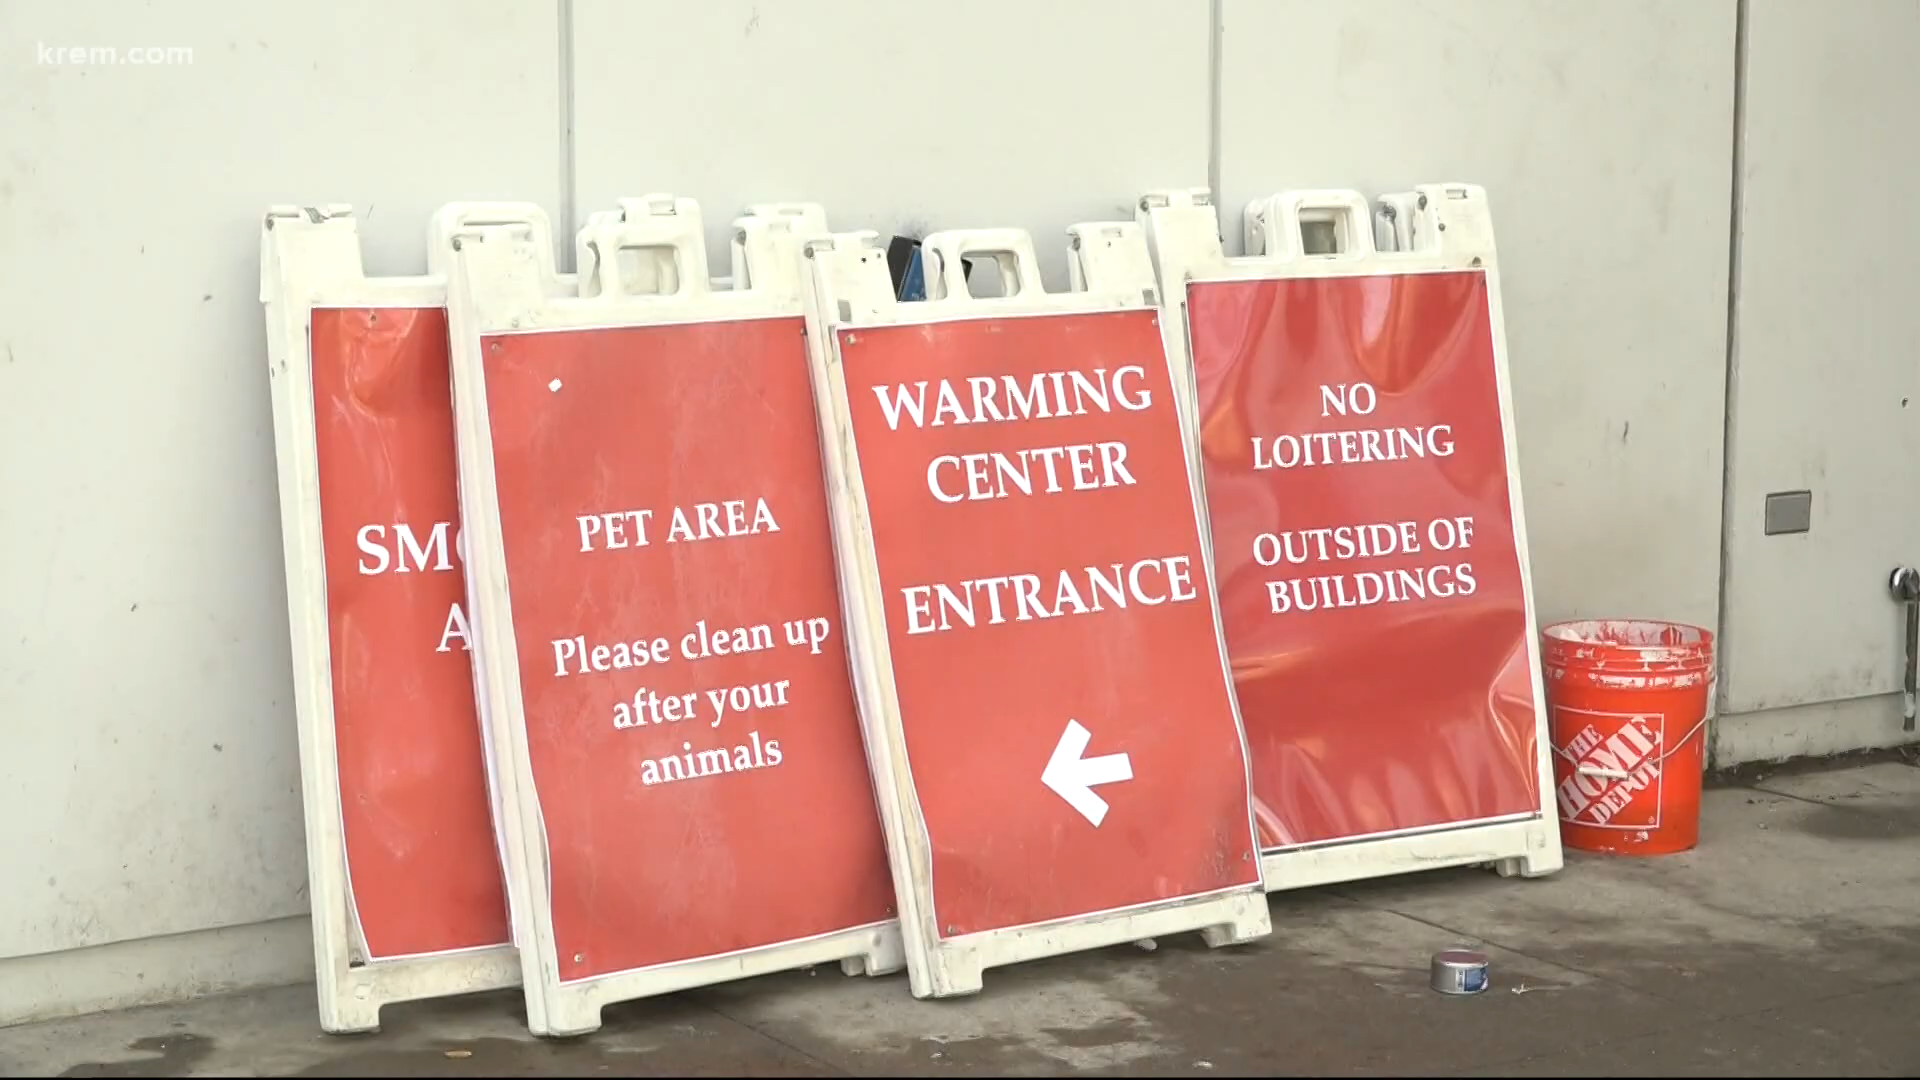 krem.com
SMO
A
PET AREA
Please clean up
after your
animals
WARMING
CENTER
ENTRANCE
NO
LOITERING
OUTSIDE OF
BUILDINGS
THE
HOME
DEPOT